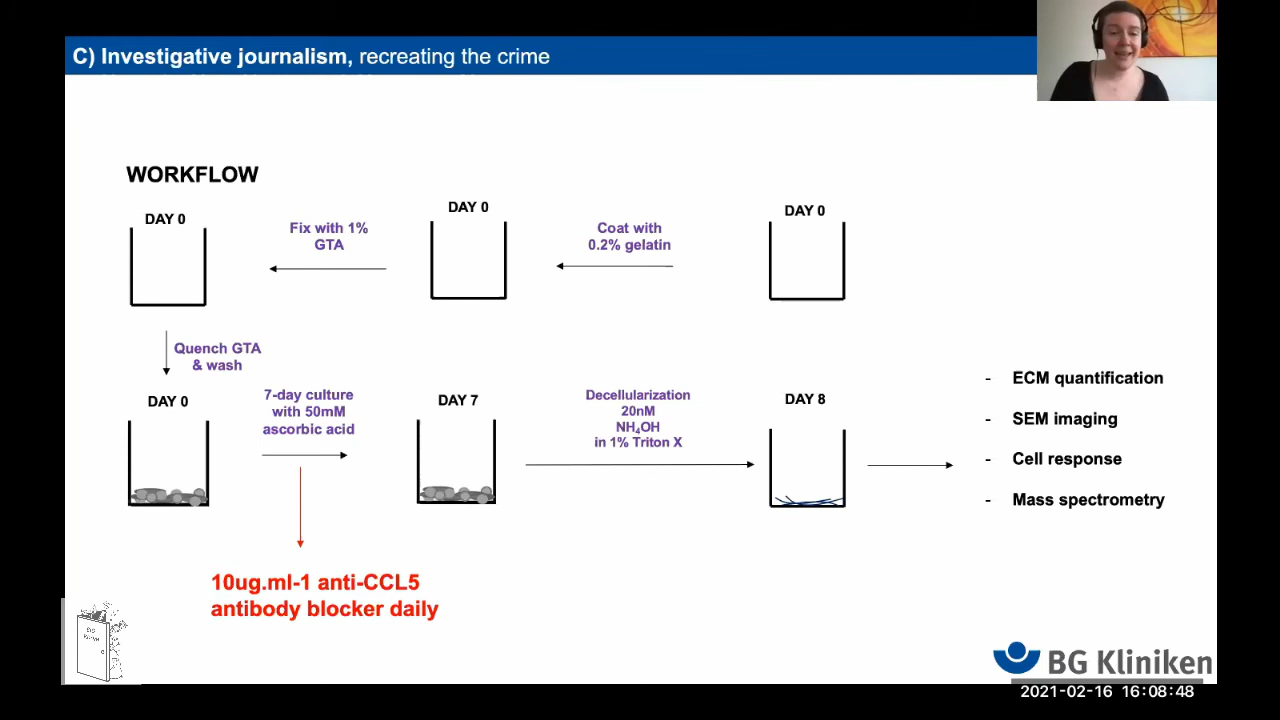 C) Investigative journalism, recreating the crime
WORKFLOW
DAY 0
Fix with 1%
GTA
DAY 0
Coat with
0.2% gelatin
DAY 0
Quench GTA
& wash
DAY 0
7-day culture
with 50mM
ascorbic acid
DAY 7
Decellularization
20nM
NH₄OH
in 1% Triton X
DAY 8
- ECM quantification
- SEM imaging
- Cell response
- Mass spectrometry
10ug.ml-1 anti-CCL5
antibody blocker daily
BG Kliniken
2021-02-16 16:08:48